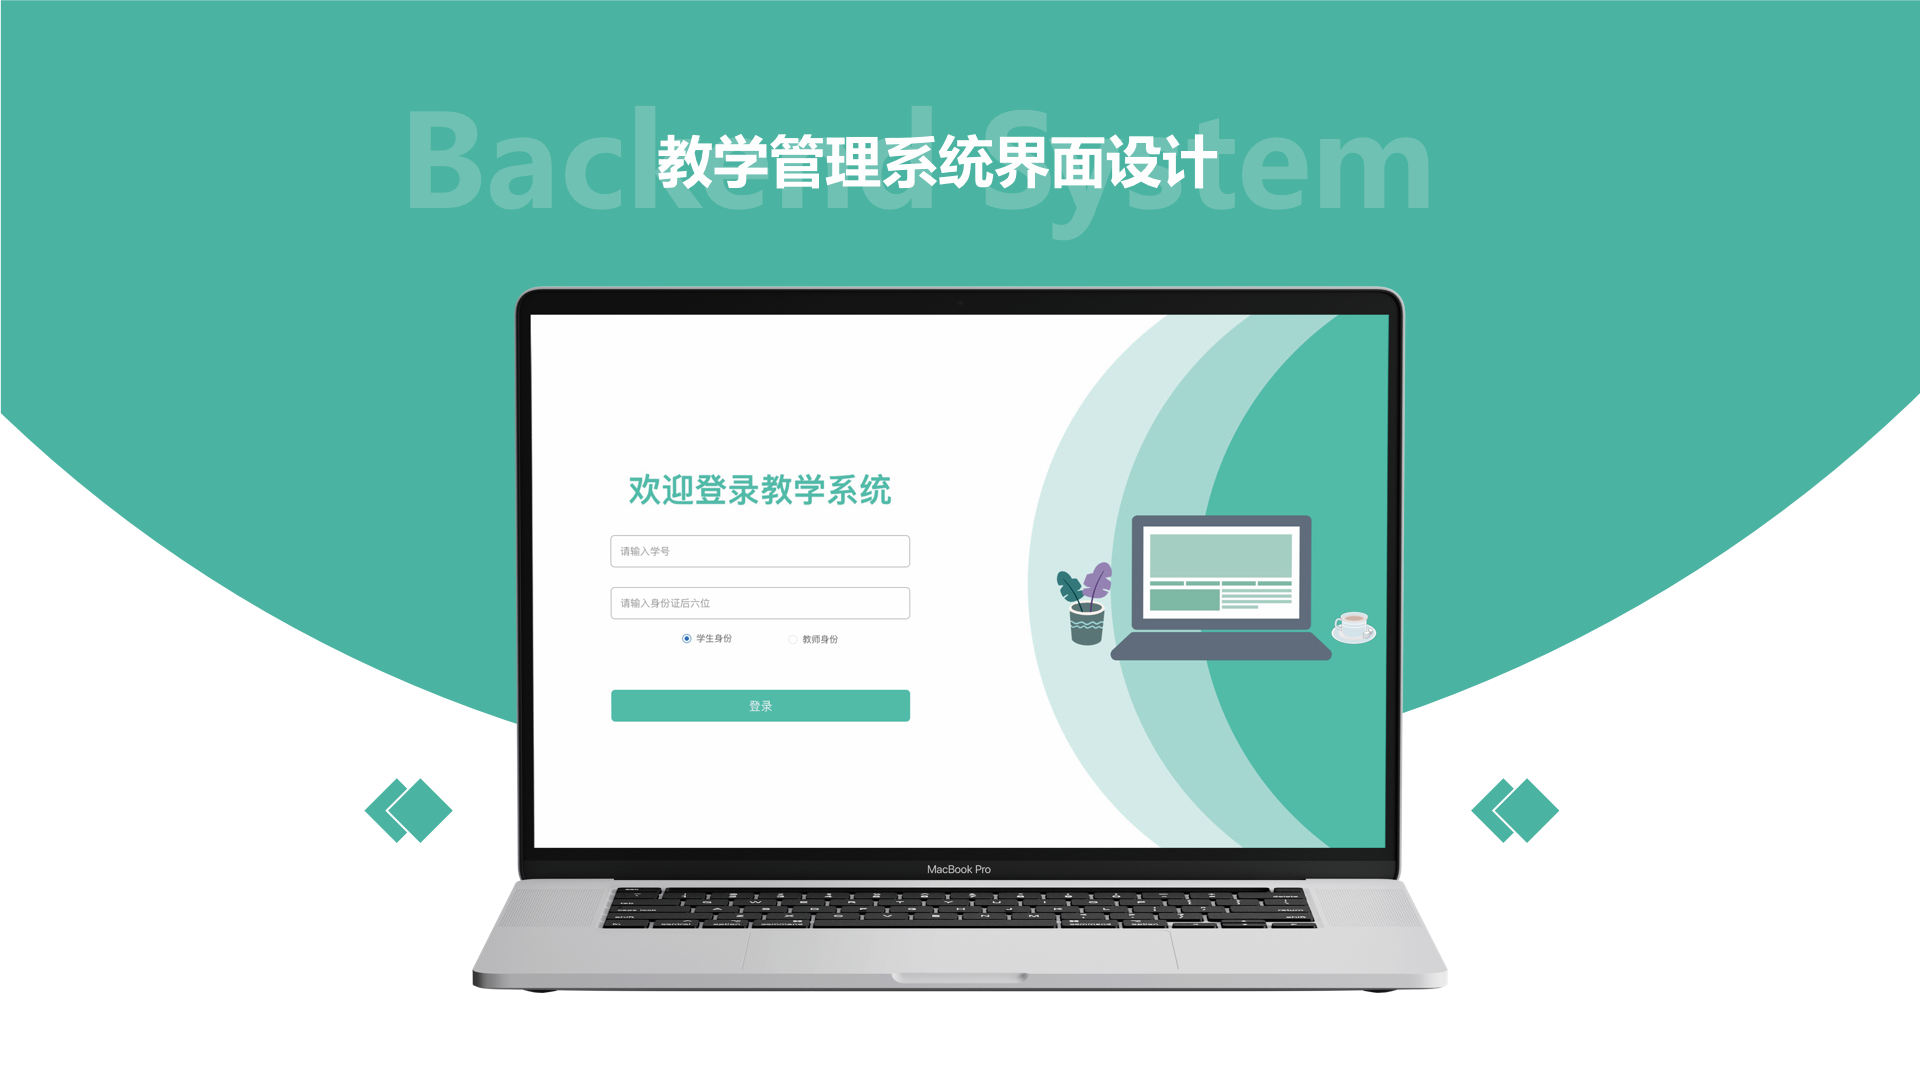 Backend System
教学管理系统界面设计
欢迎登录教学系统
请输入学号
请输入身份证后六位
学生身份 教师身份
登录
MacBook Pro